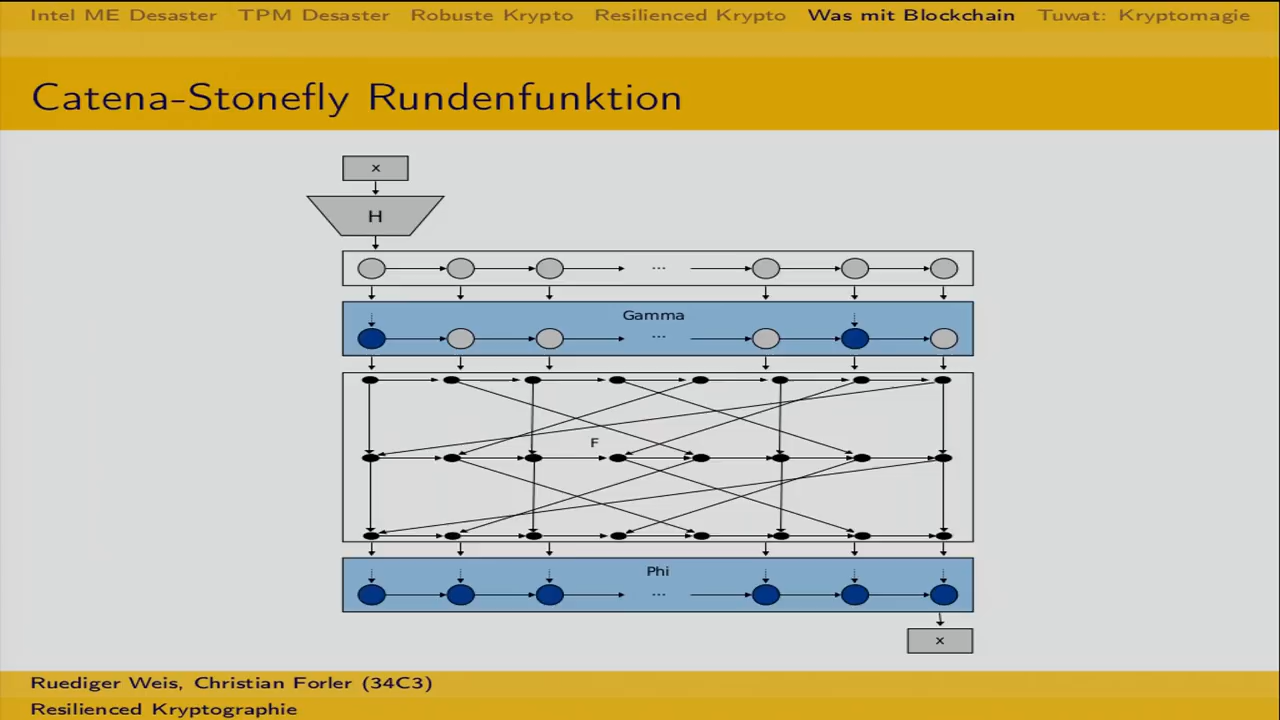 Intel ME Desaster TPM Desaster Robuste Krypto Resilienced Krypto Was mit Blockchain Tuwat: Kryptomagie
Catena-Stonefly Rundenfunktion
x
H
...
Gamma
...
F
Phi
...
x
Ruediger Weis, Christian Forler (34C3)
Resilienced Kryptographie